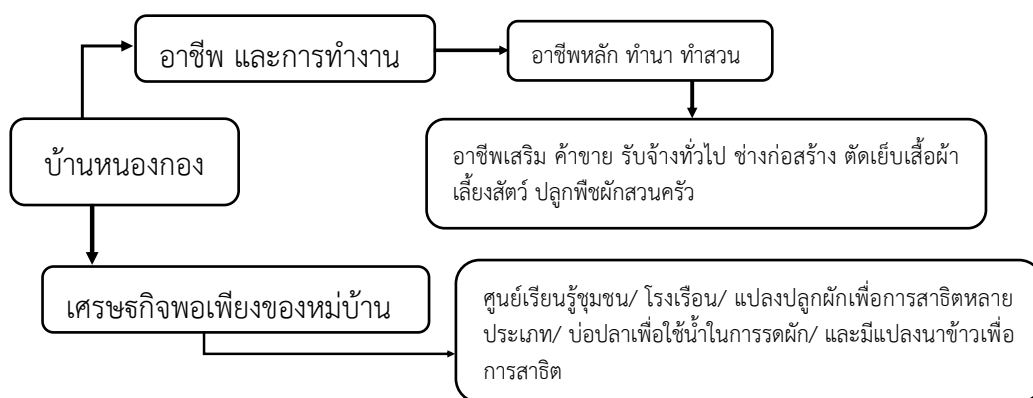 อาชีพ และการทำงาน
อาชีพหลัก ทำนา ทำสวน
บ้านหนองกอง
อาชีพเสริม ค้าขาย รับจ้างทั่วไป ช่างก่อสร้าง ตัดเย็บเสื้อผ้า
เลี้ยงสัตว์ ปลูกพืชผักสวนครัว
เศรษฐกิจพอเพียงของหมู่บ้าน
ศูนย์เรียนรู้ชุมชน/ โรงเรือน/ แปลงปลูกผักเพื่อการสาธิตหลาย
ประเภท/ บ่อปลาเพื่อใช้น้ำในการรดผัก/ และมีแปลงนาข้าวเพื่อ
การสาธิต